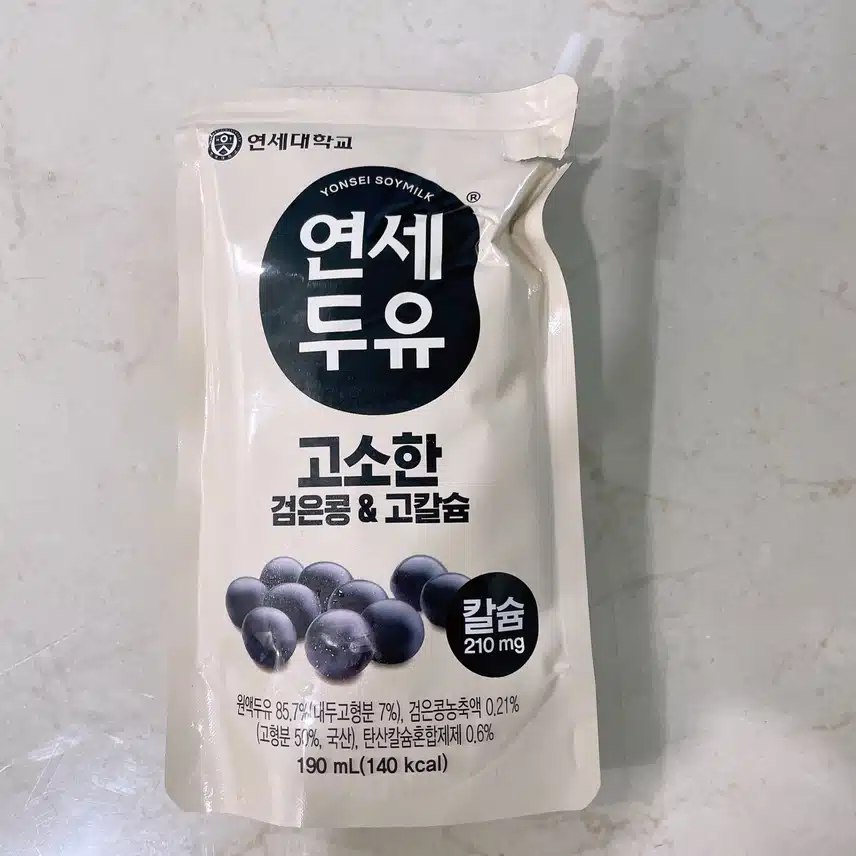 연세대학교
YONSEI SOYMILK
®
연세
두유
고소한
검은콩 & 고칼슘
칼슘
210 mg
원액두유 85.7%(대두고형분 7%), 검은콩농축액 0.21%
(고형분 50%, 국산), 탄산칼슘혼합제제 0.6%
190 mL(140 kcal)